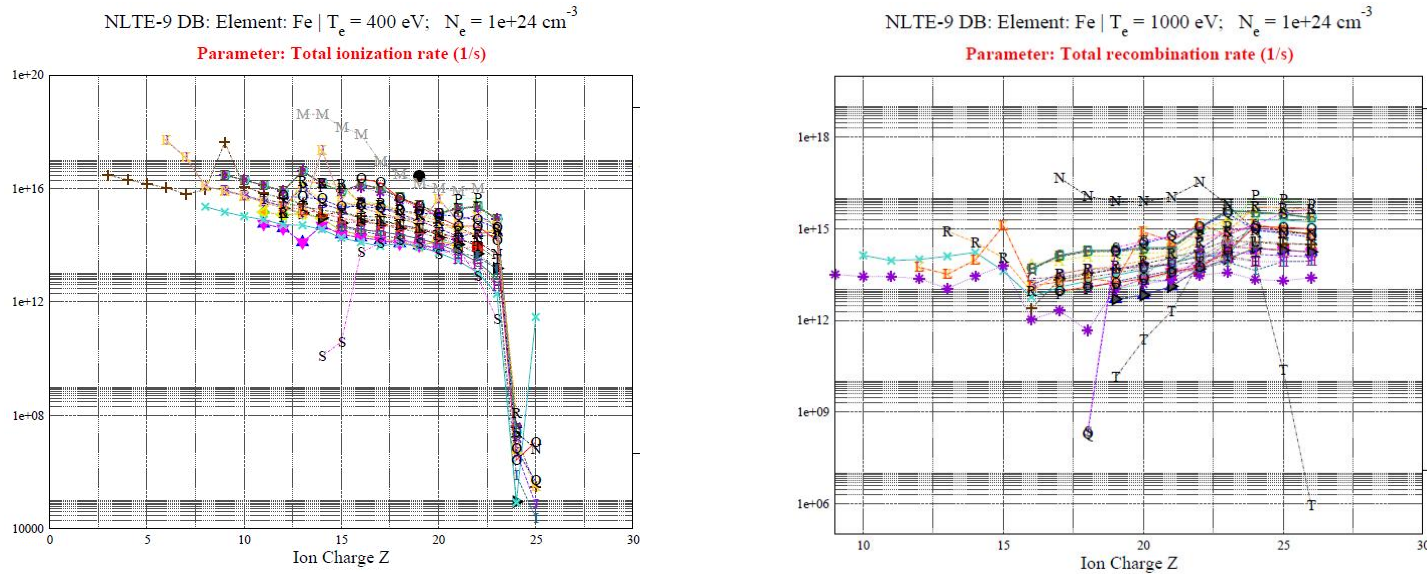 NLTE-9 DB: Element: Fe | Te = 400 eV; Ne = 1e+24 cm-3
Parameter: Total ionization rate (1/s)
1e+20
1e+16
1e+12
1e+08
10000
0 5 10 15 20 25 30
Ion Charge Z
NLTE-9 DB: Element: Fe | Te = 1000 eV; Ne = 1e+24 cm-3
Parameter: Total recombination rate (1/s)
1e+18
1e+15
1e+12
1e+09
1e+06
10 15 20 25 30
Ion Charge Z